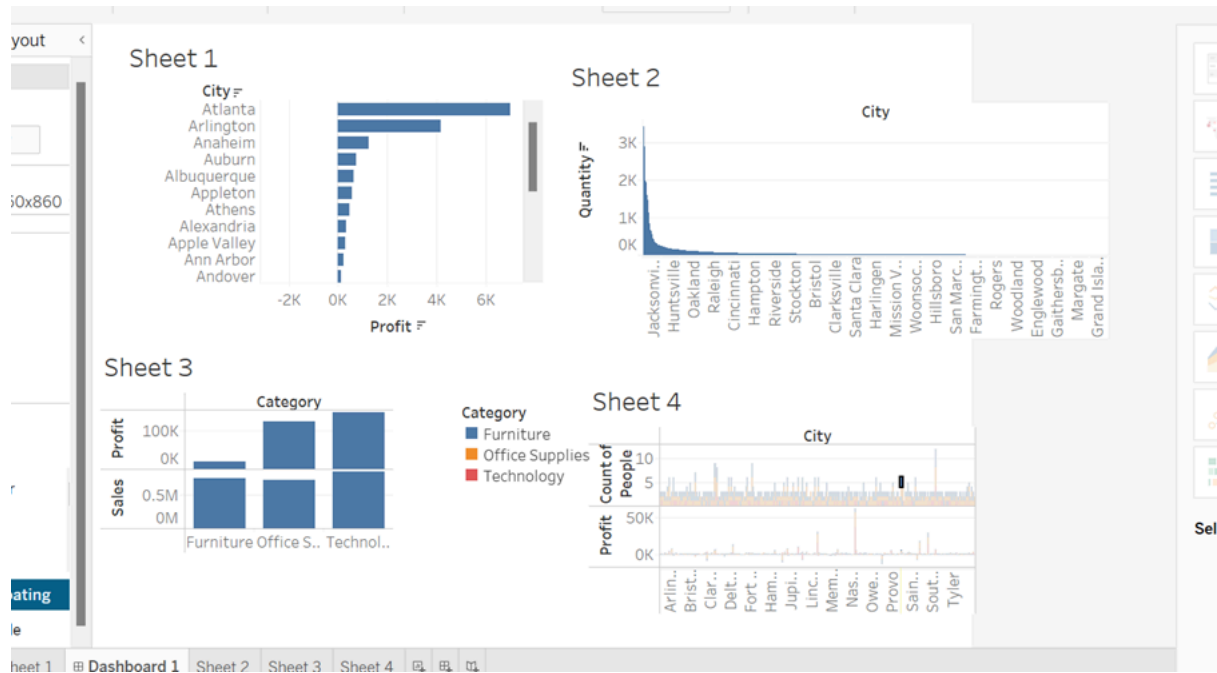 yout
Sheet 1
City
Atlanta
Arlington
Anaheim
Auburn
Albuquerque
Appleton
Athens
Alexandria
Apple Valley
Ann Arbor
Andover
-2K 0K 2K 4K 6K
Profit
Sheet 2
City
Quantity
3K
2K
1K
0K
Jacksonvi..
Huntsville
Oakland
Raleigh
Cincinnati
Hampton
Riverside
Stockton
Bristol
Clarksville
Santa Clara
Harlingen
Mission V..
Woonsoc..
Hillsboro
San Marc..
Farmingt..
Rogers
Woodland
Englewood
Gaithersb..
Margate
Grand Isla..
60x860
Sheet 3
Category
Profit
100K
0K
Sales
0.5M
0M
Furniture Office S.. Technol..
Category
Furniture
Office Supplies
Technology
Sheet 4
City
Count of
People
10
5
Profit
50K
0K
Arlin..
Brist..
Clar..
Delt..
Fort ..
Ham..
Jupi..
Linc..
Mem..
Nas..
Owe..
Provo
Sain..
Sout..
Tyler
Sel
r
ating
le
heet 1 Dashboard 1 Sheet 2 Sheet 3 Sheet 4